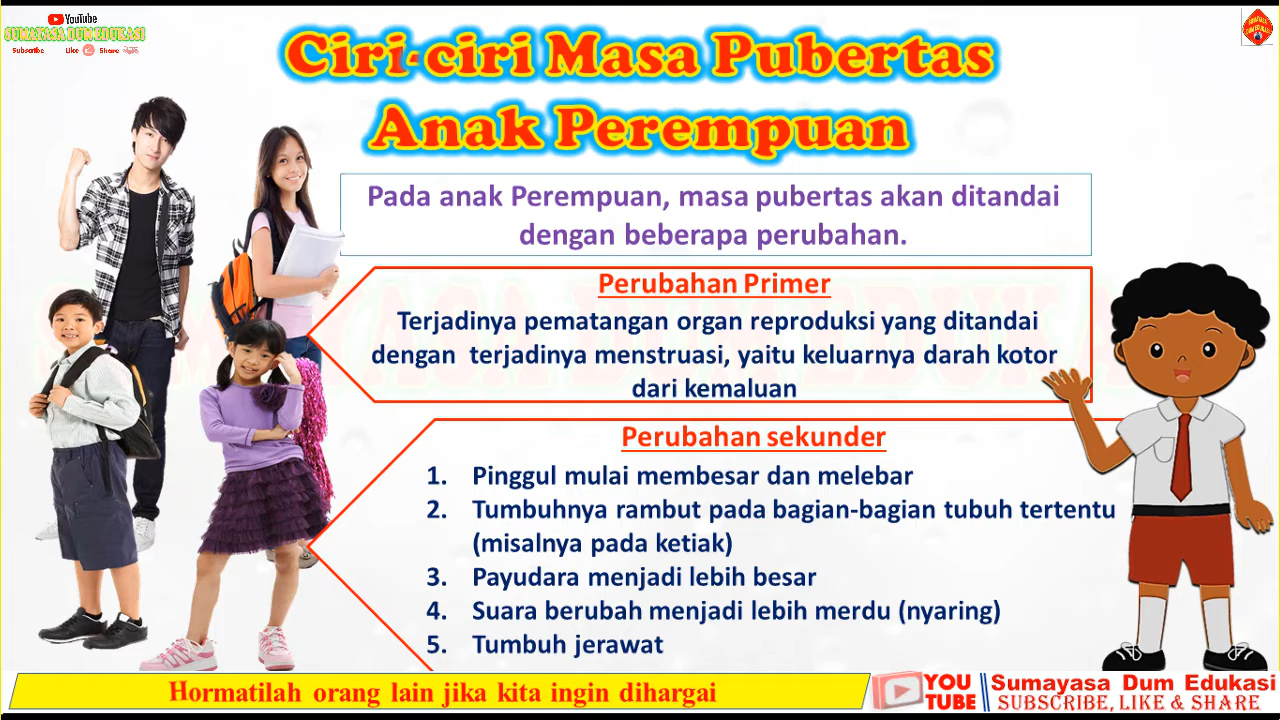 YouTube
SUMAYASA DUM EDUKASI
Subscribe Like Share
Ciri-ciri Masa Pubertas
Anak Perempuan
Pada anak Perempuan, masa pubertas akan ditandai
dengan beberapa perubahan.
Perubahan Primer
Terjadinya pematangan organ reproduksi yang ditandai
dengan terjadinya menstruasi, yaitu keluarnya darah kotor
dari kemaluan
Perubahan sekunder
1. Pinggul mulai membesar dan melebar
2. Tumbuhnya rambut pada bagian-bagian tubuh tertentu
(misalnya pada ketiak)
3. Payudara menjadi lebih besar
4. Suara berubah menjadi lebih merdu (nyaring)
5. Tumbuh jerawat
Hormatilah orang lain jika kita ingin dihargai
YOU
TUBE
Sumayasa Dum Edukasi
SUBSCRIBE, LIKE & SHARE